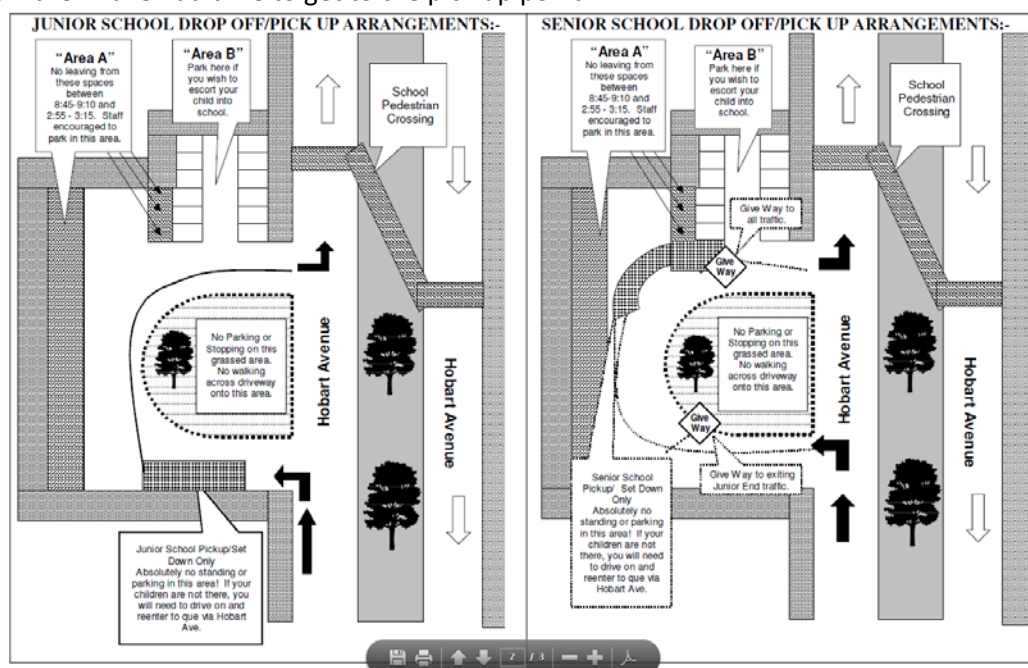 JUNIOR SCHOOL DROP OFF/PICK UP ARRANGEMENTS:-
"Area A"
No leaving from
these spaces
between
8:45-9:10 and
2:55 - 3:15. Staff
encouraged to
park in this area.
"Area B"
Park here if
you wish to
escort your
child into
school.
School
Pedestrian
Crossing
No Parking or
Stopping on this
grassed area.
No walking
across driveway
onto this area.
Hobart Avenue
Hobart Avenue
Junior School Pickup/Set
Down Only
Absolutely no standing or
parking in this area! If your
children are not there, you
will need to drive on and
reenter to que via Hobart
Ave.
SENIOR SCHOOL DROP OFF/PICK UP ARRANGEMENTS:-
"Area A"
No leaving from
these spaces
between
8:45-9:10 and
2:55 - 3:15. Staff
encouraged to
park in this area.
"Area B"
Park here if
you wish to
escort your
child into
school.
School
Pedestrian
Crossing
Give Way to
all traffic.
Give
Way
No Parking or
Stopping on this
grassed area.
No walking
across driveway
onto this area.
Hobart Avenue
Hobart Avenue
Give
Way
Give Way to exiting
Junior End traffic.
Senior School
Pickup/ Set Down
Only
Absolutely no
standing or parking
in this area! If your
children are not
there, you will need
to drive on and
reenter to que via
Hobart Ave.
2 / 3